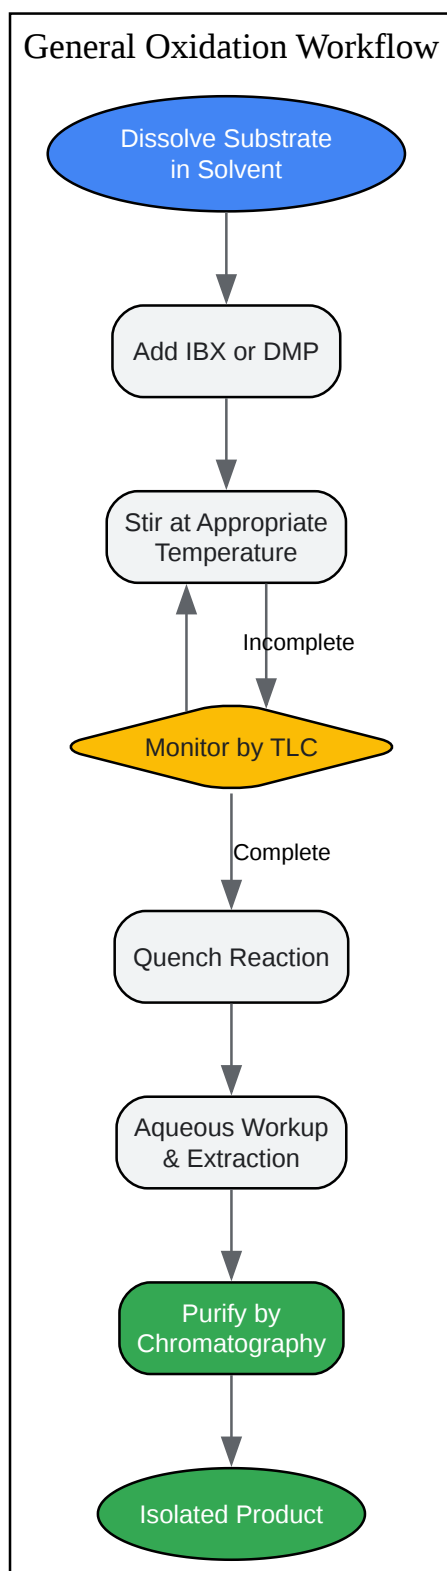 General Oxidation Workflow
Dissolve Substrate
in Solvent
Add IBX or DMP
Stir at Appropriate
Temperature
Incomplete
Monitor by TLC
Complete
Quench Reaction
Aqueous Workup
& Extraction
Purify by
Chromatography
Isolated Product